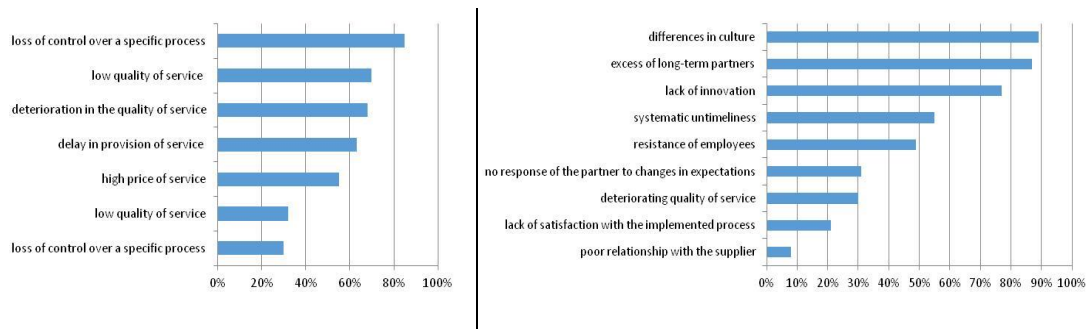 loss of control over a specific process
low quality of service
deterioration in the quality of service
delay in provision of service
high price of service
low quality of service
loss of control over a specific process
0% 20% 40% 60% 80% 100%
differences in culture
excess of long-term partners
lack of innovation
systematic untimeliness
resistance of employees
no response of the partner to changes in expectations
deteriorating quality of service
lack of satisfaction with the implemented process
poor relationship with the supplier
0% 10% 20% 30% 40% 50% 60% 70% 80% 90% 100%